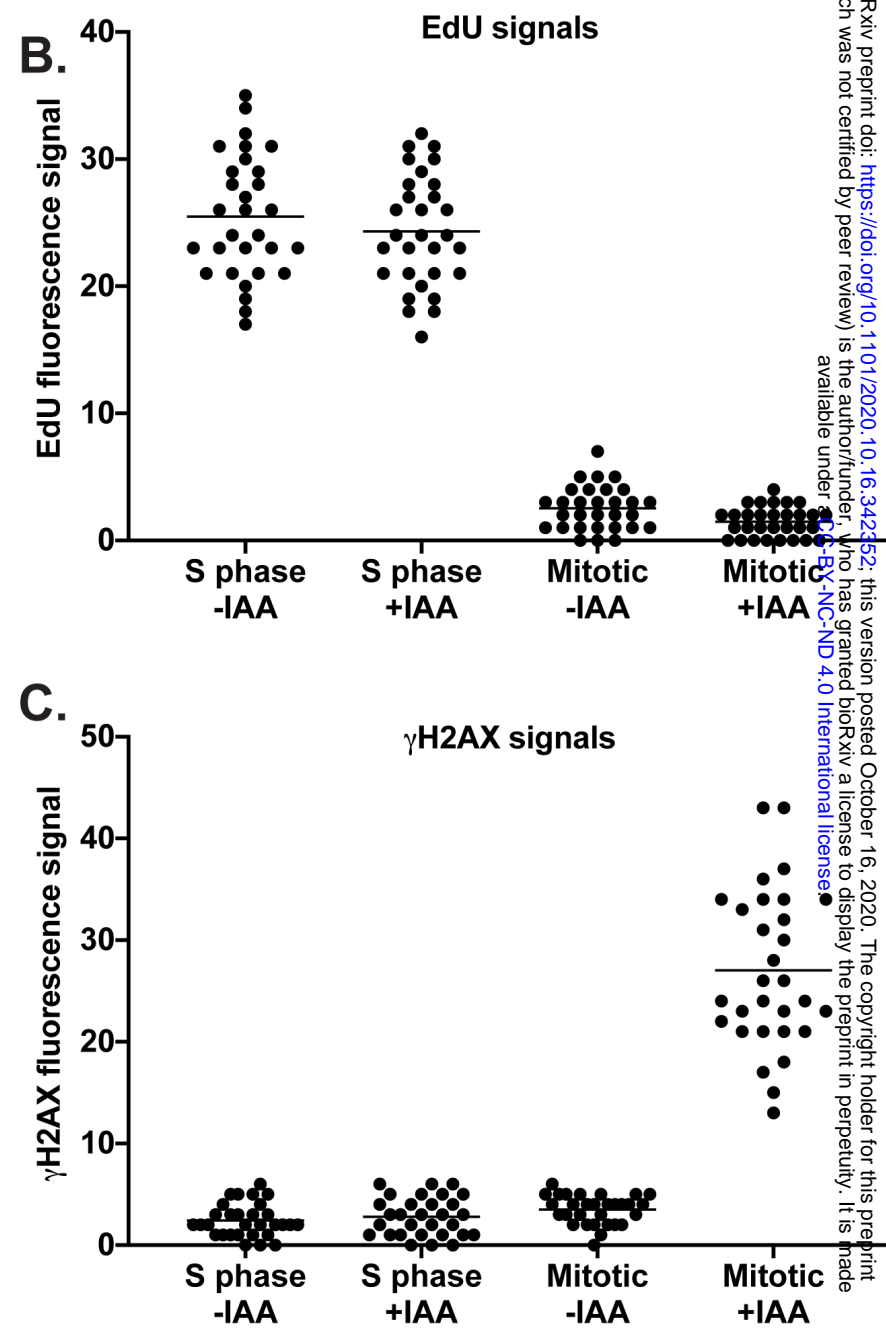 B.
EdU signals
EdU fluorescence signal
40
30
20
10
0
S phase -IAA
S phase +IAA
Mitotic -IAA
Mitotic +IAA
C.
γH2AX signals
γH2AX fluorescence signal
50
40
30
20
10
0
S phase -IAA
S phase +IAA
Mitotic -IAA
Mitotic +IAA
Rxiv preprint doi: https://doi.org/10.1101/2020.10.16.342352; this version posted October 16, 2020. The copyright holder for this preprint
ch was not certified by peer review) is the author/funder, who has granted bioRxiv a license to display the preprint in perpetuity. It is made
available under aCC-BY-NC-ND 4.0 International license.